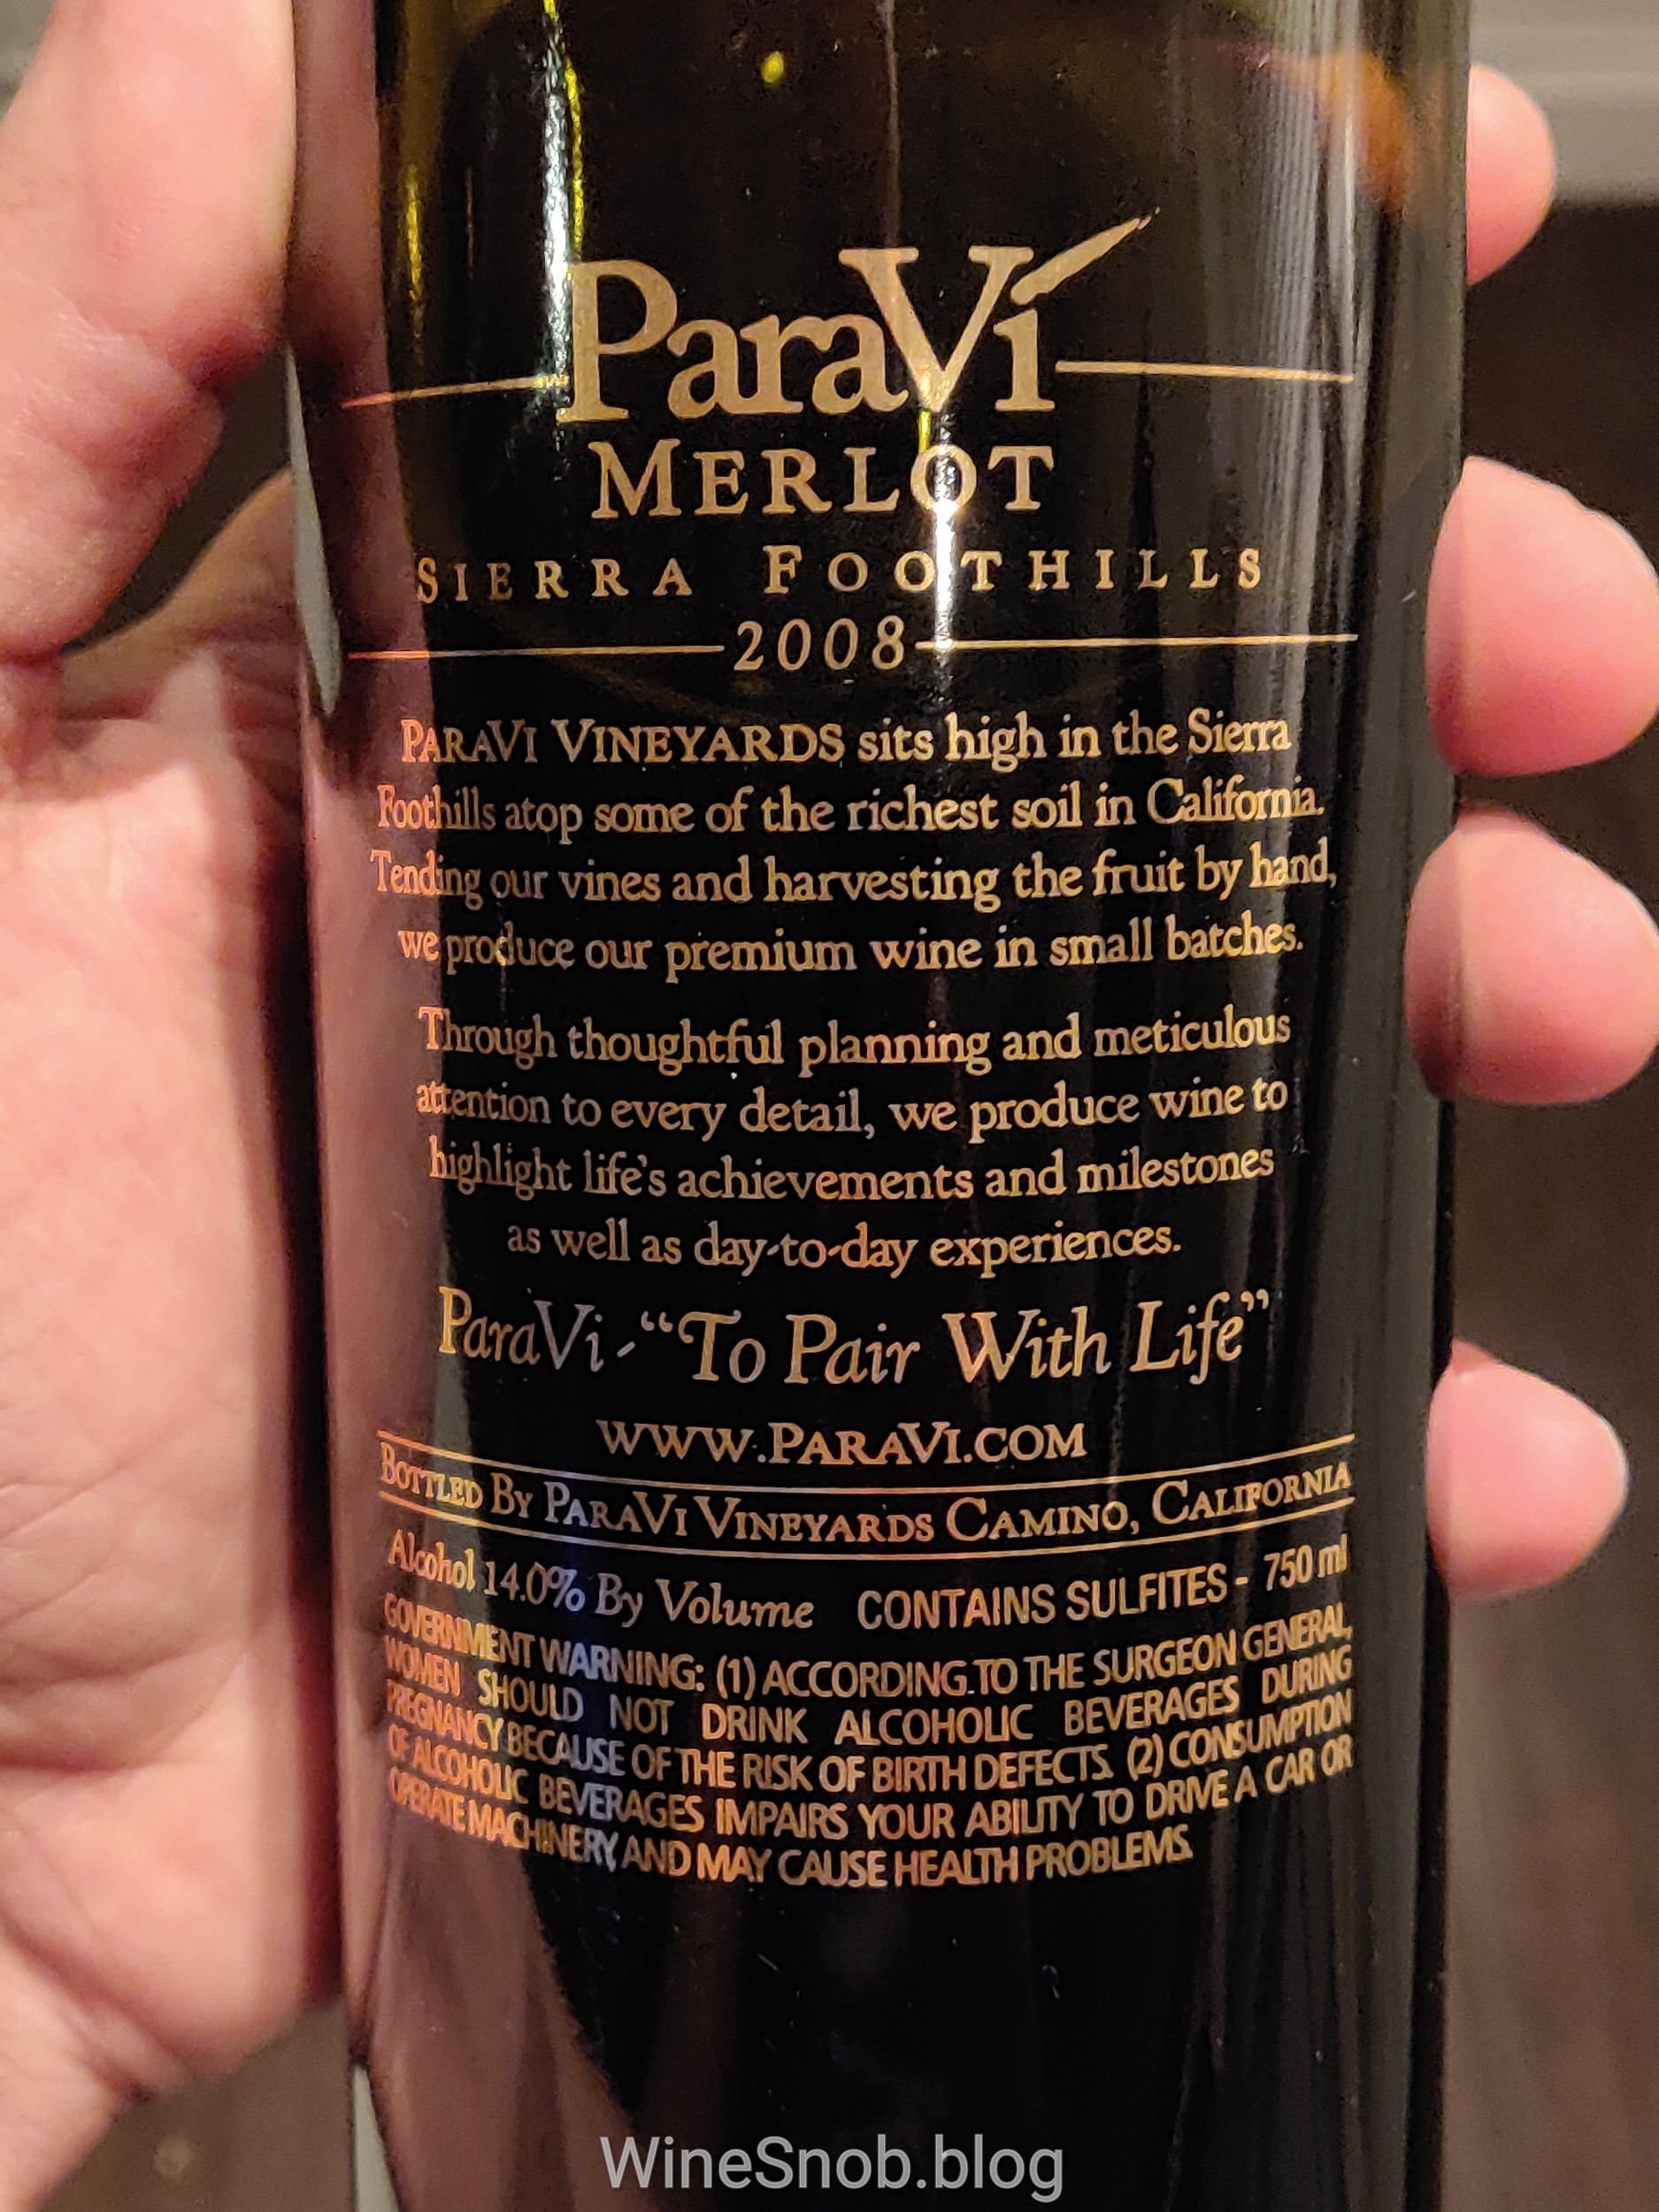 ParaVí
MERLOT
SIERRA FOOTHILLS
2008
PARAVI VINEYARDS sits high in the Sierra
Foothills atop some of the richest soil in California.
Tending our vines and harvesting the fruit by hand,
we produce our premium wine in small batches.
Through thoughtful planning and meticulous
attention to every detail, we produce wine to
highlight life's achievements and milestones
as well as day-to-day experiences.
ParaVi - “To Pair With Life”
WWW.PARAVI.COM
BOTTLED BY PARAVI VINEYARDS CAMINO, CALIFORNIA
Alcohol 14.0% By Volume CONTAINS SULFITES - 750 ml
GOVERNMENT WARNING: (1) ACCORDING TO THE SURGEON GENERAL,
WOMEN SHOULD NOT DRINK ALCOHOLIC BEVERAGES DURING
PREGNANCY BECAUSE OF THE RISK OF BIRTH DEFECTS. (2) CONSUMPTION
OF ALCOHOLIC BEVERAGES IMPAIRS YOUR ABILITY TO DRIVE A CAR OR
OPERATE MACHINERY, AND MAY CAUSE HEALTH PROBLEMS.
WineSnob.blog